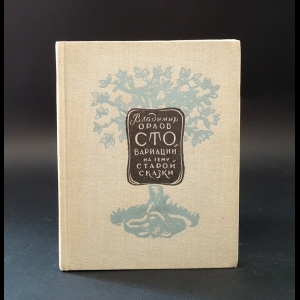 Владимир
ОРЛОВ
СТО
ВАРИАЦИЙ
НА ТЕМУ
СТАРОЙ
СКАЗКИ